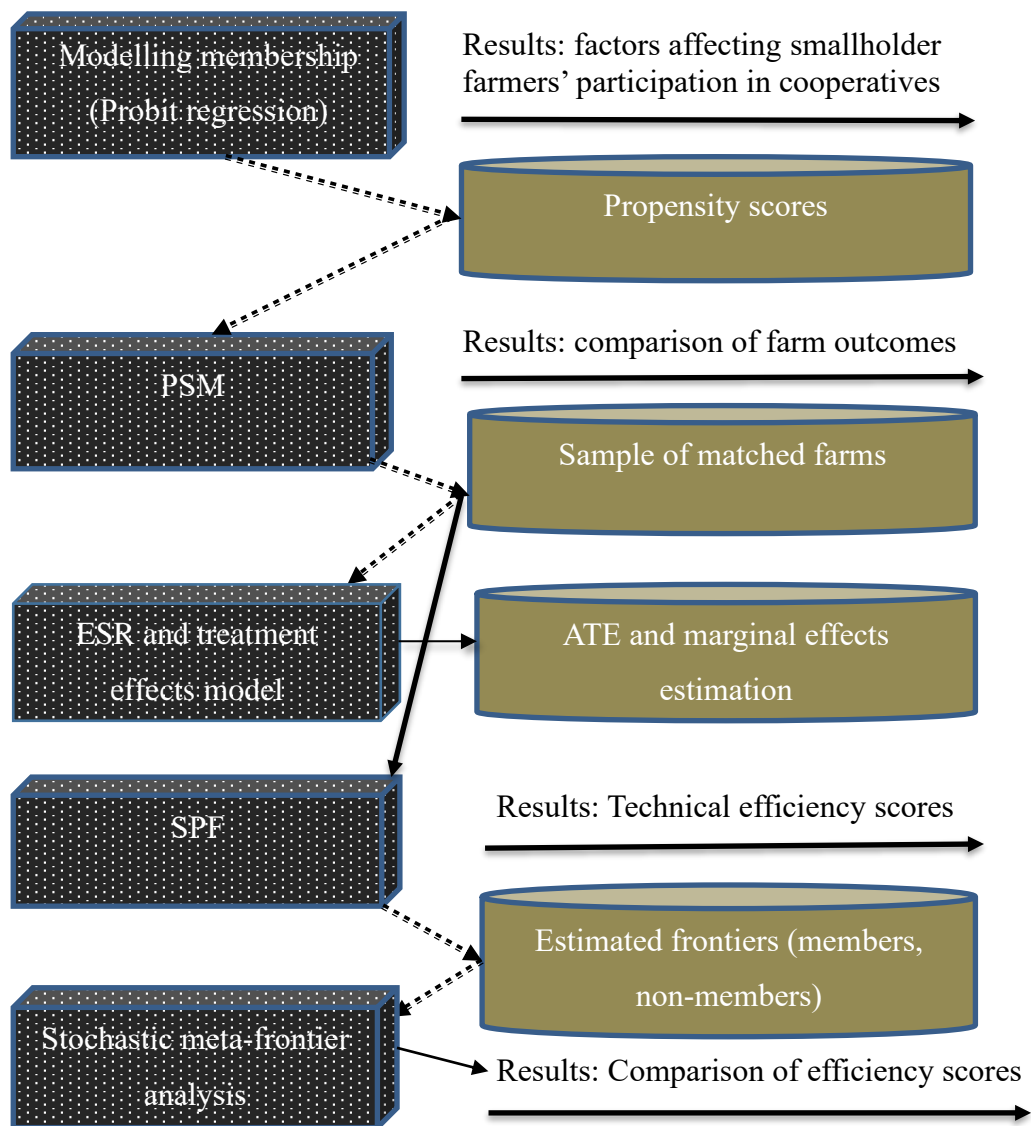 Modelling membership
(Probit regression)
Results: factors affecting smallholder
farmers’ participation in cooperatives
Propensity scores
PSM
Results: comparison of farm outcomes
Sample of matched farms
ESR and treatment
effects model
ATE and marginal effects
estimation
SPF
Results: Technical efficiency scores
Estimated frontiers (members,
non-members)
Stochastic meta-frontier
analysis
Results: Comparison of efficiency scores